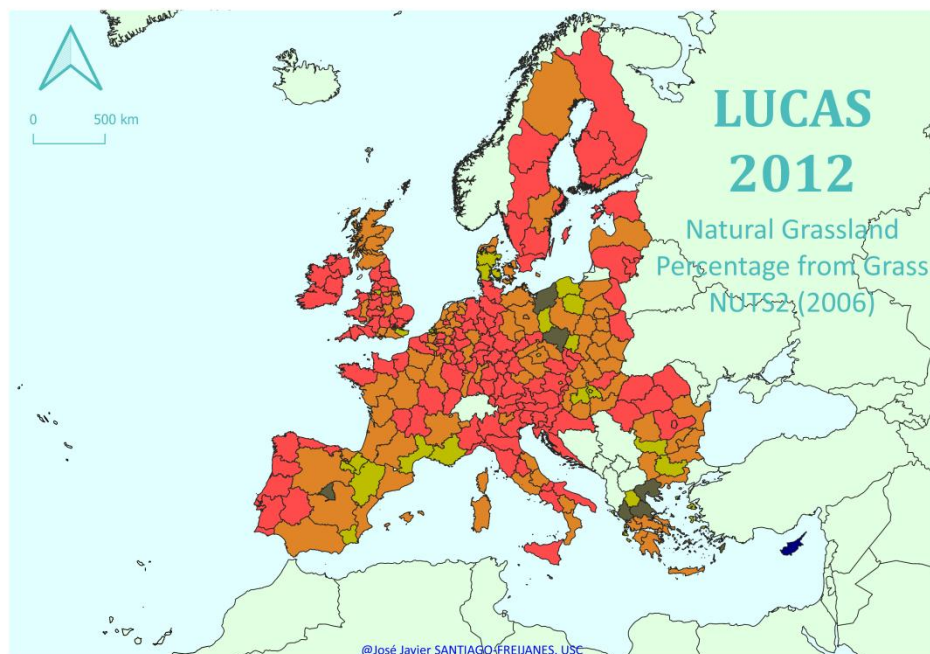 0 500 km
LUCAS
2012
Natural Grassland
Percentage from Grass
NUTS2 (2006)
@José Javier SANTIAGO-FREIJANES, USC